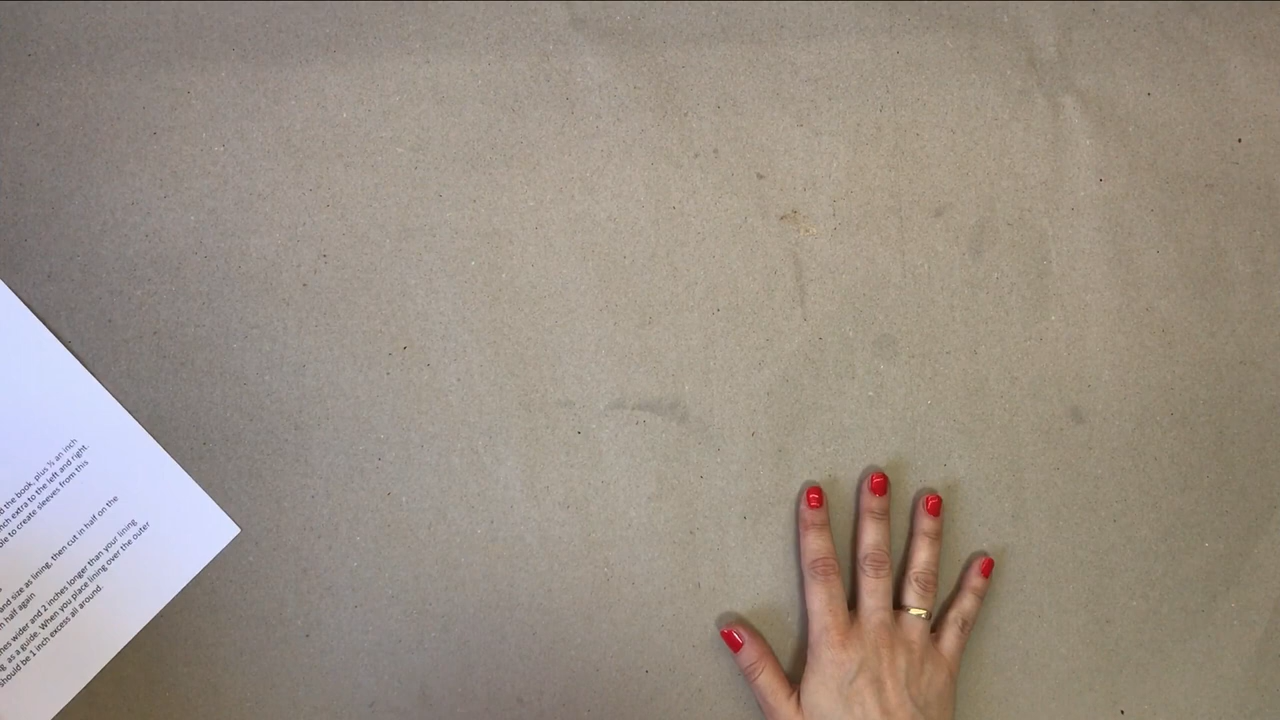 d the book, plus ½ an inch
nch extra to the left and right.
ble to create sleeves from this
and size as lining, then cut in half on the
n half again
hes wider and 2 inches longer than your lining
g as a guide. When you place lining over the outer
should be 1 inch excess all around.